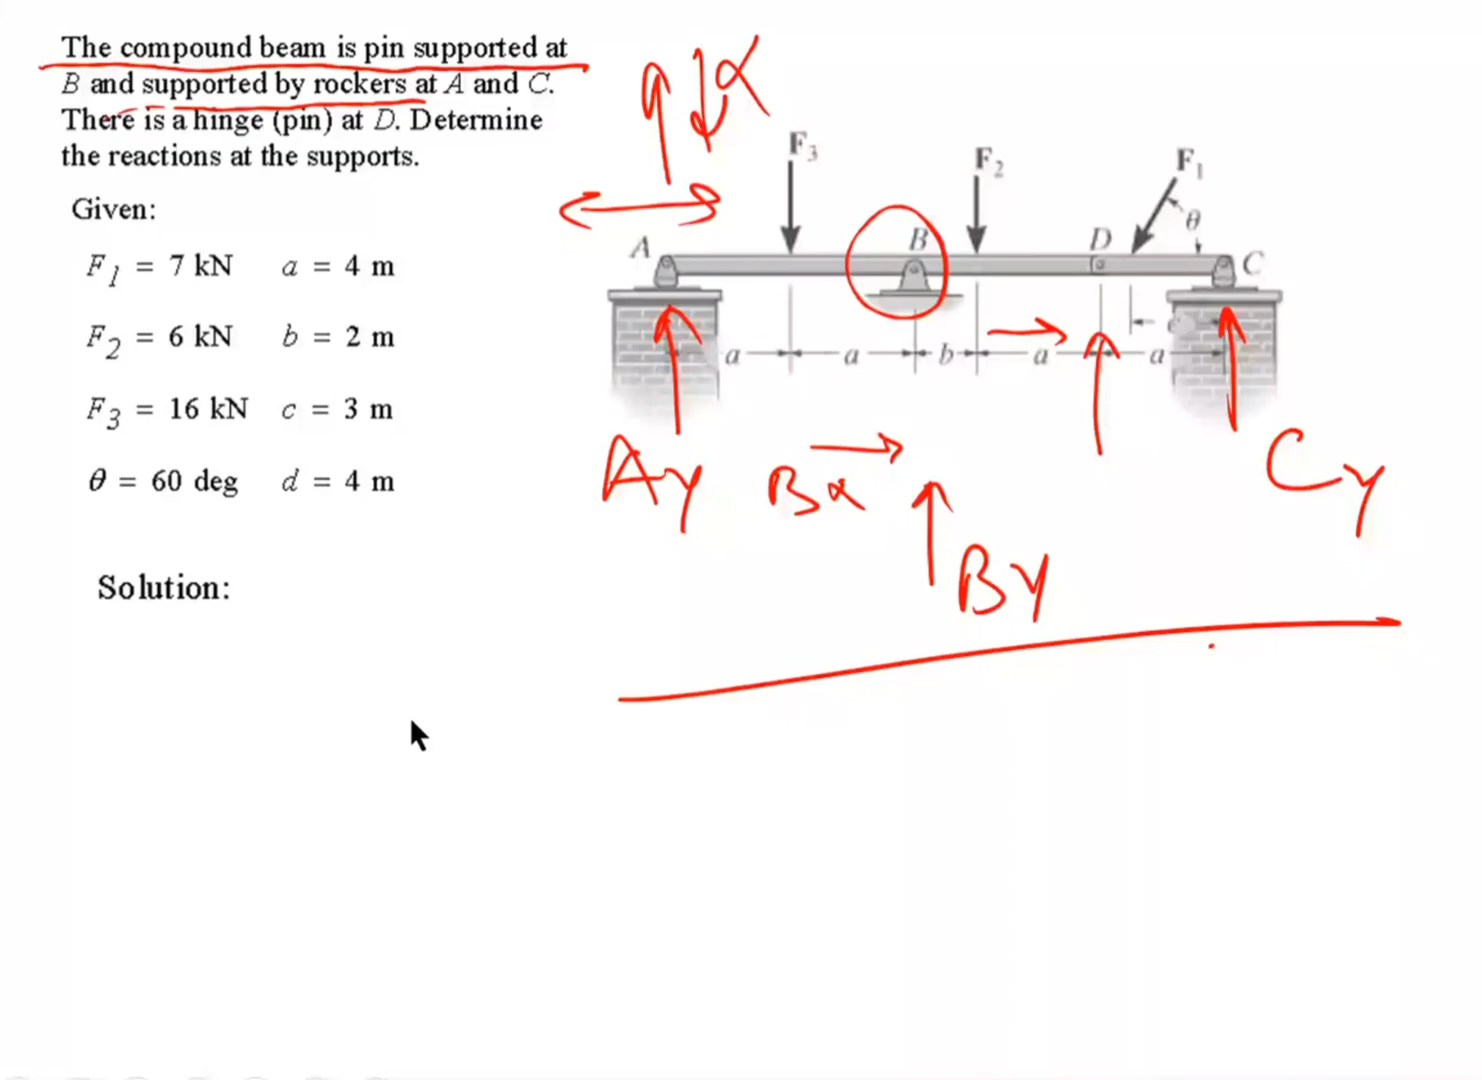 The compound beam is pin supported at
B and supported by rockers at A and C.
There is a hinge (pin) at D. Determine
the reactions at the supports.
Given:
F1 = 7 kN a = 4 m
F2 = 6 kN b = 2 m
F3 = 16 kN c = 3 m
θ = 60 deg d = 4 m
Solution:
F3
F2
F1
θ
A
B
D
C
a
a
b
a
a
Ay
Bx
By
Cy